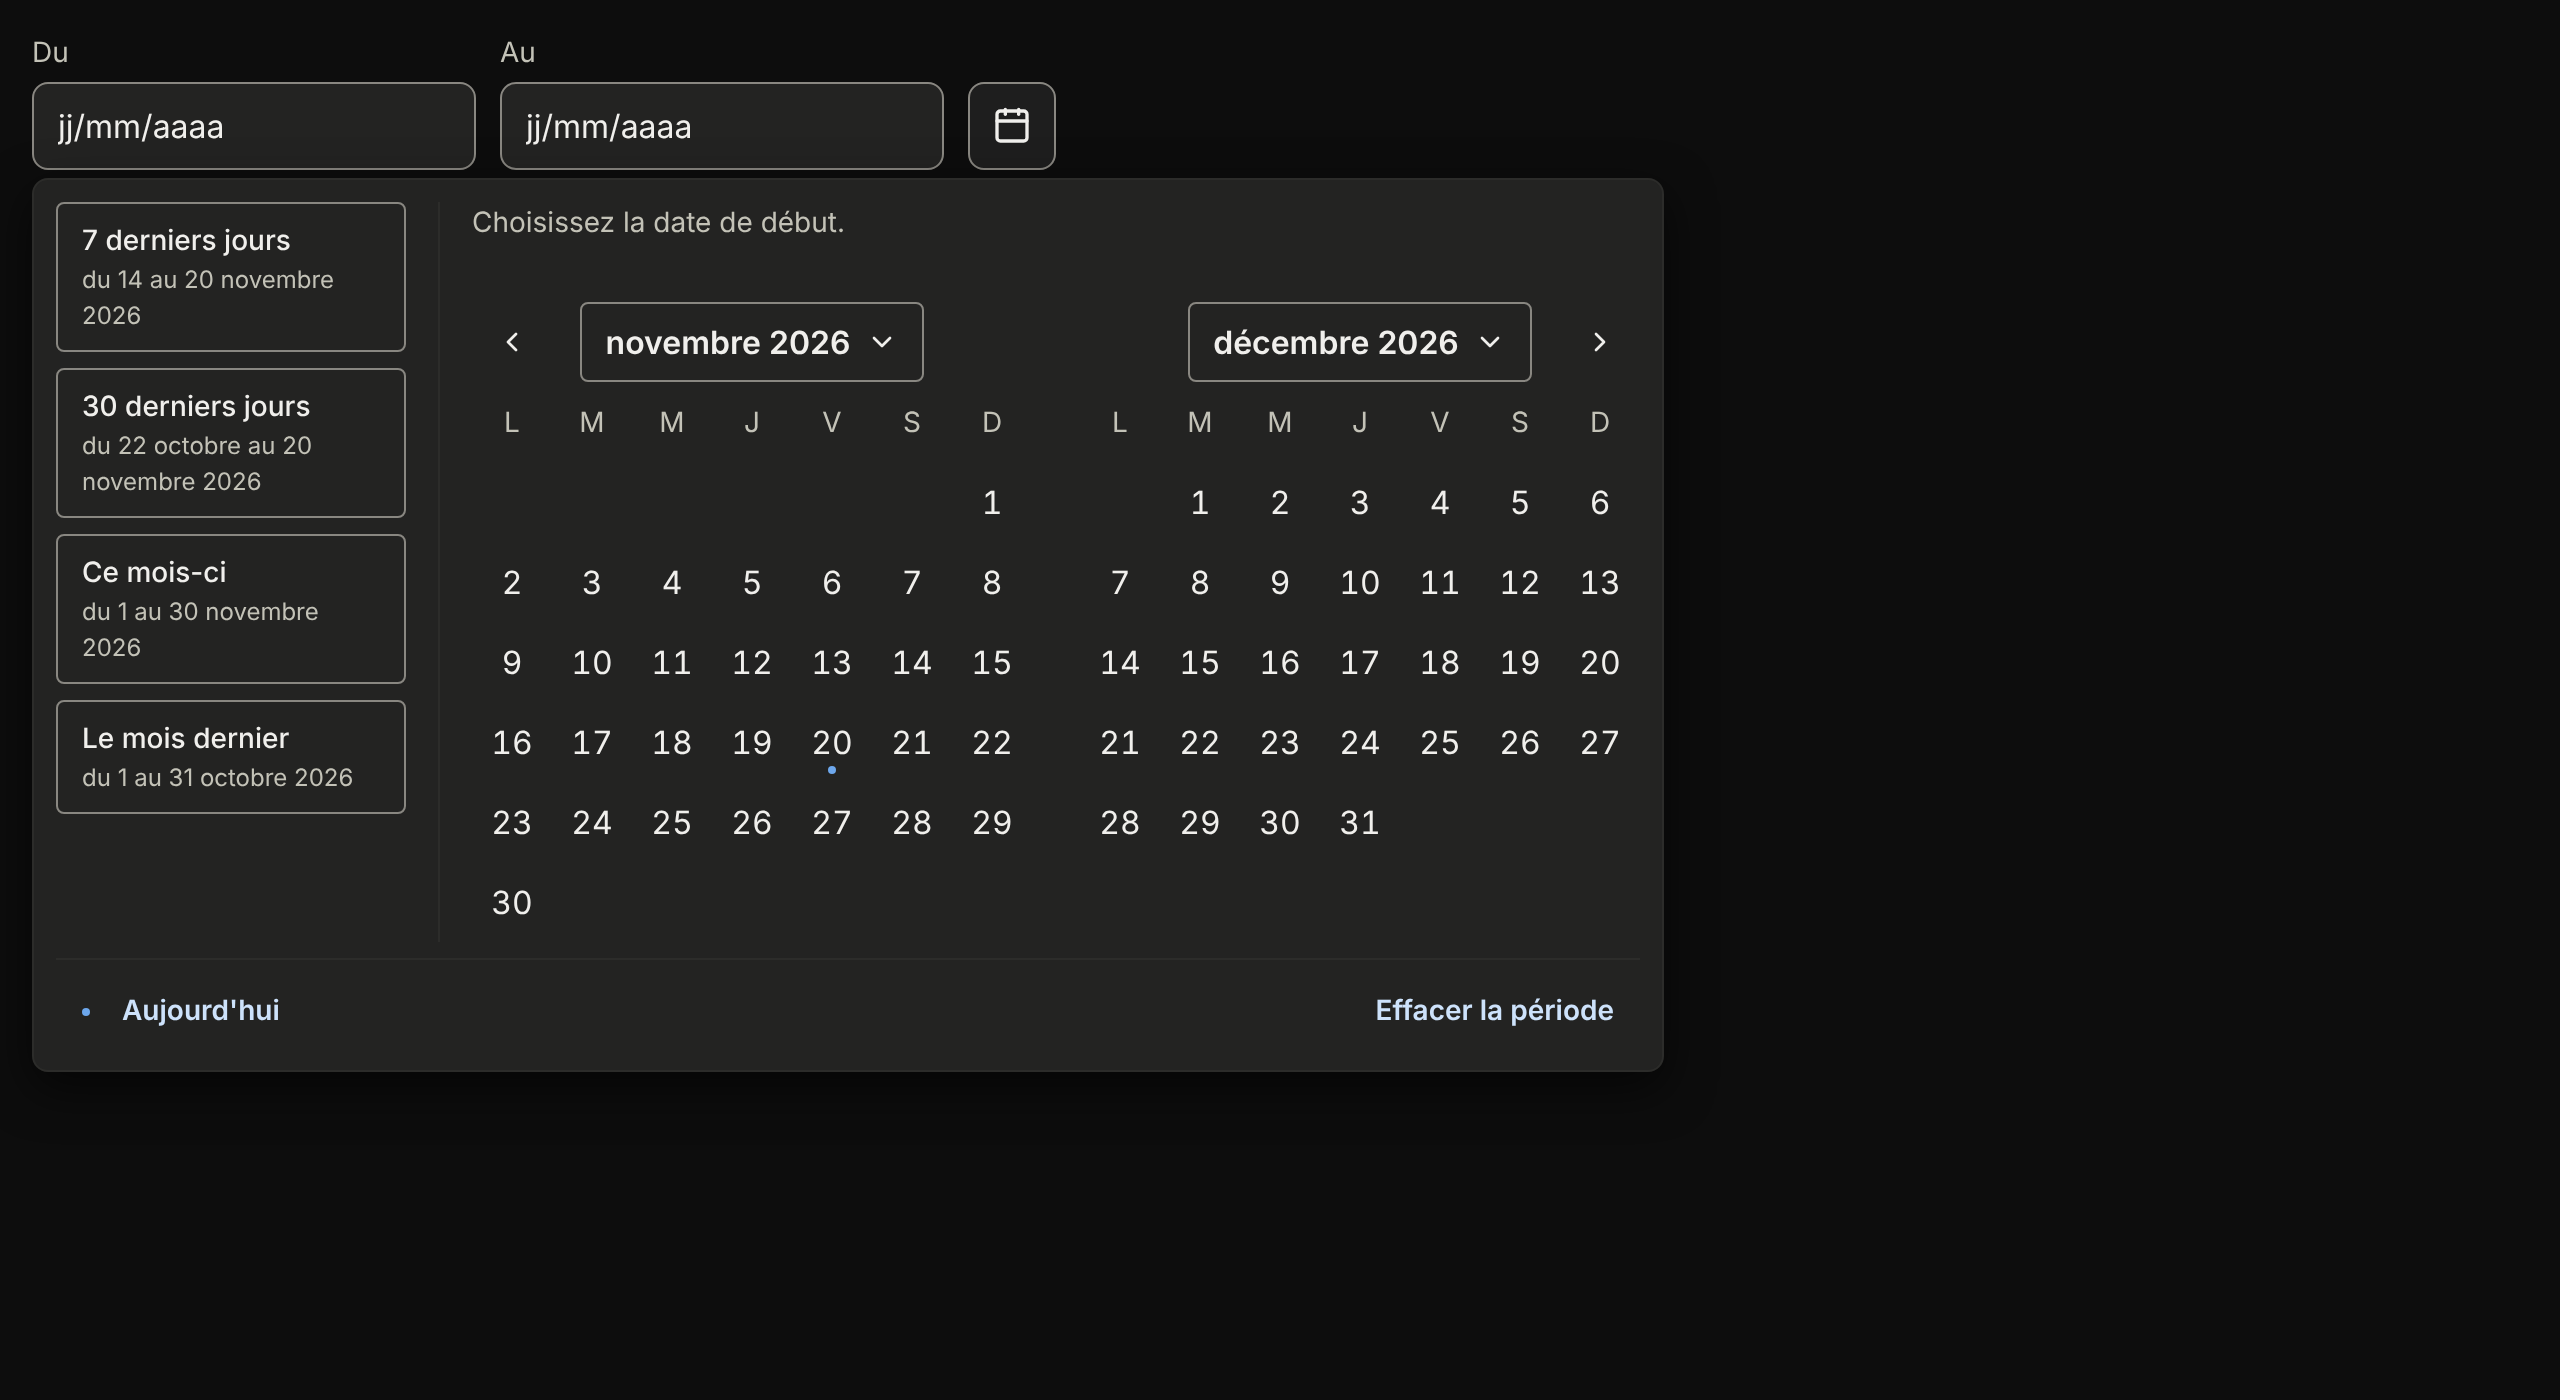 Du
Au
jj/mm/aaaa
jj/mm/aaaa
7 derniers jours
du 14 au 20 novembre
2026
30 derniers jours
du 22 octobre au 20
novembre 2026
Ce mois-ci
du 1 au 30 novembre
2026
Le mois dernier
du 1 au 31 octobre 2026
Choisissez la date de début.
novembre 2026
L M M J V S D
1
2 3 4 5 6 7 8
9 10 11 12 13 14 15
16 17 18 19 20 21 22
23 24 25 26 27 28 29
30
décembre 2026
L M M J V S D
1 2 3 4 5 6
7 8 9 10 11 12 13
14 15 16 17 18 19 20
21 22 23 24 25 26 27
28 29 30 31
Aujourd'hui
Effacer la période